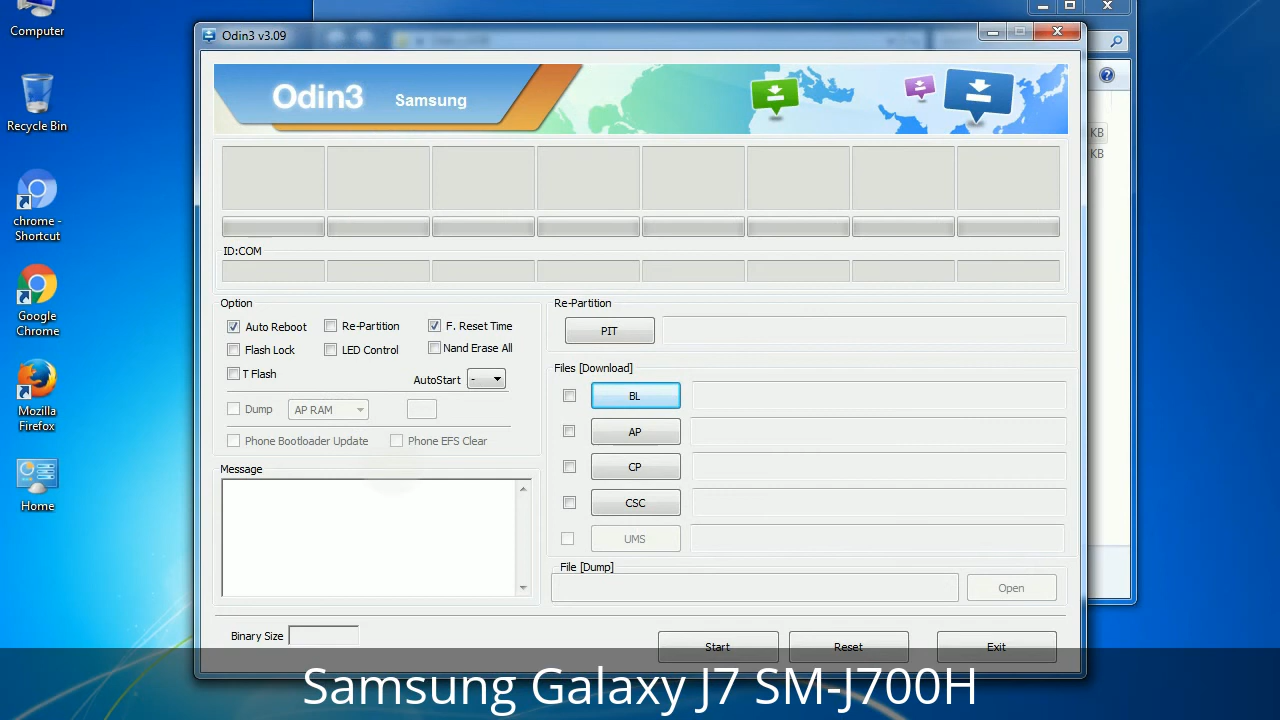 Computer
Recycle Bin
chrome -
Shortcut
Google
Chrome
Mozilla
Firefox
Home
Odin3 v3.09
Odin3 Samsung
ID:COM
Option
Auto Reboot Re-Partition F. Reset Time
Flash Lock LED Control Nand Erase All
T Flash
AutoStart -
Dump AP RAM
Phone Bootloader Update Phone EFS Clear
Message
Binary Size
Re-Partition
PIT
Files [Download]
BL
AP
CP
CSC
UMS
File [Dump]
Open
Start Reset Exit
KB
KB
Samsung Galaxy J7 SM-J700H